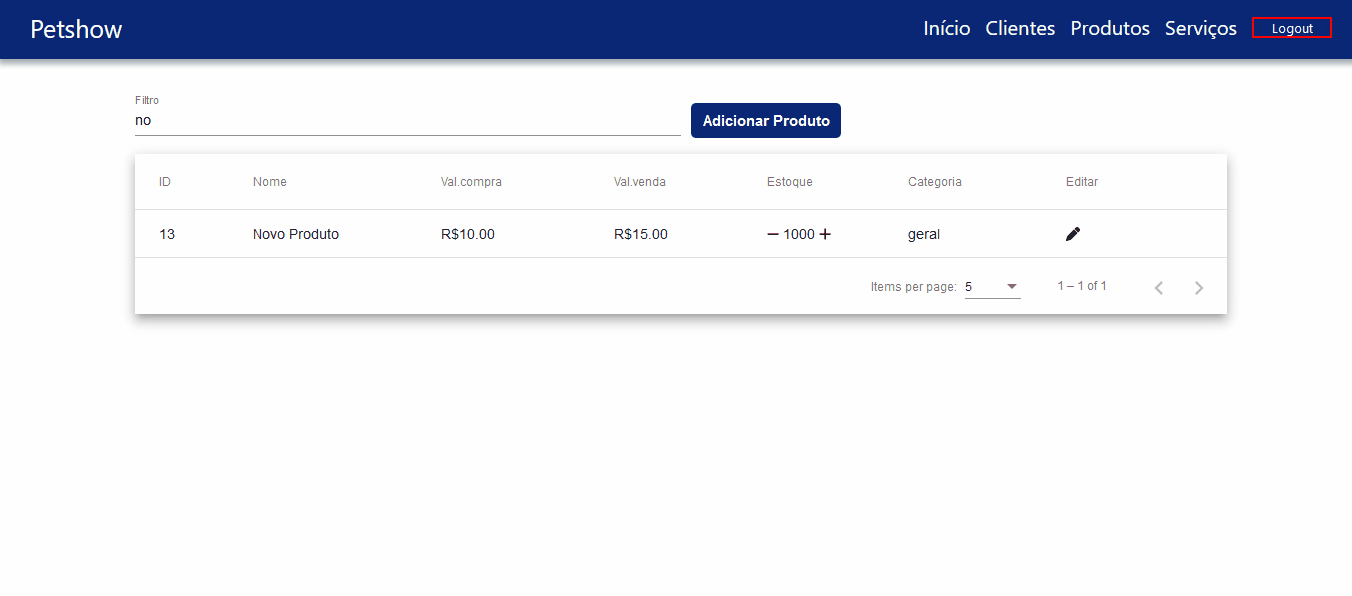 Petshow Início Clientes Produtos Serviços Logout
Filtro
no
Adicionar Produto
ID Nome Val.compra Val.venda Estoque Categoria Editar
13 Novo Produto R$10.00 R$15.00 1000 geral
Items per page: 5 1 – 1 of 1